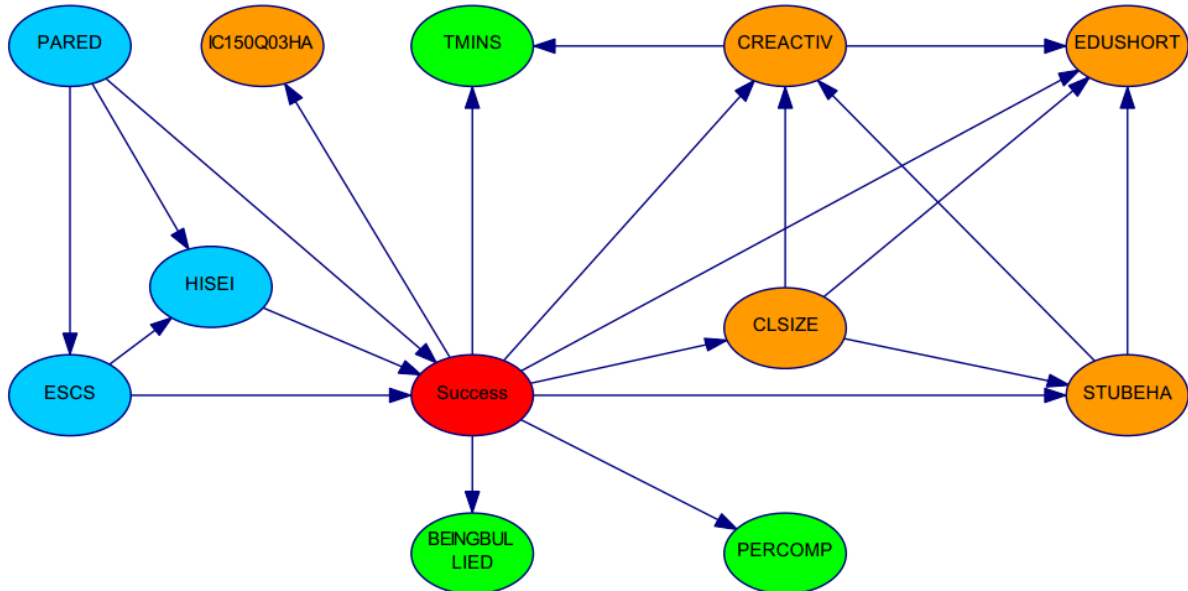 PARED
IC150Q03HA
TMINS
CREACTIV
EDUSHORT
HISEI
CLSIZE
ESCS
Success
STUBEHA
BEINGBUL
LIED
PERCOMP